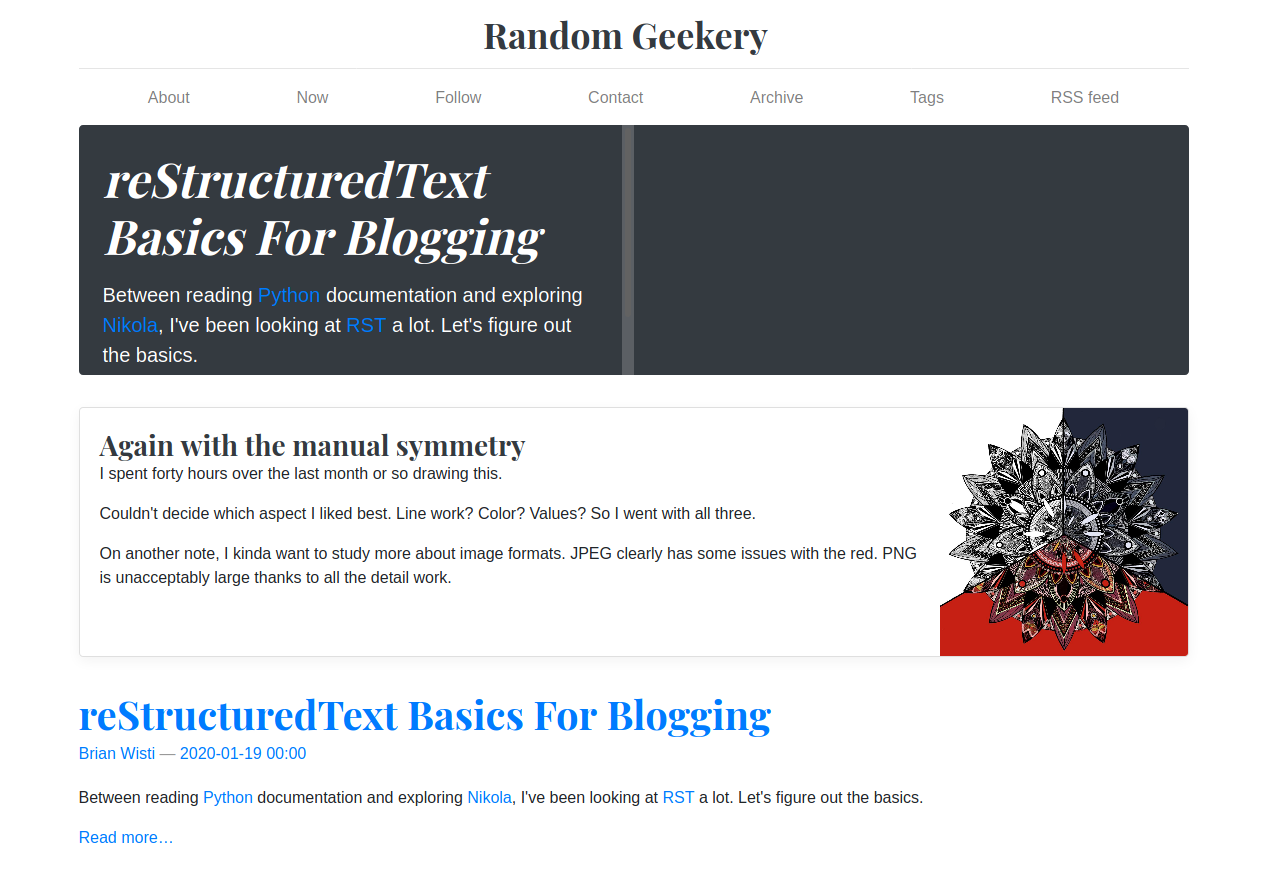 Random Geekery
About Now Follow Contact Archive Tags RSS feed
reStructuredText
Basics For Blogging
Between reading Python documentation and exploring
Nikola, I've been looking at RST a lot. Let's figure out
the basics.
Again with the manual symmetry
I spent forty hours over the last month or so drawing this.
Couldn't decide which aspect I liked best. Line work? Color? Values? So I went with all three.
On another note, I kinda want to study more about image formats. JPEG clearly has some issues with the red. PNG
is unacceptably large thanks to all the detail work.
reStructuredText Basics For Blogging
Brian Wisti — 2020-01-19 00:00
Between reading Python documentation and exploring Nikola, I've been looking at RST a lot. Let's figure out the basics.
Read more…